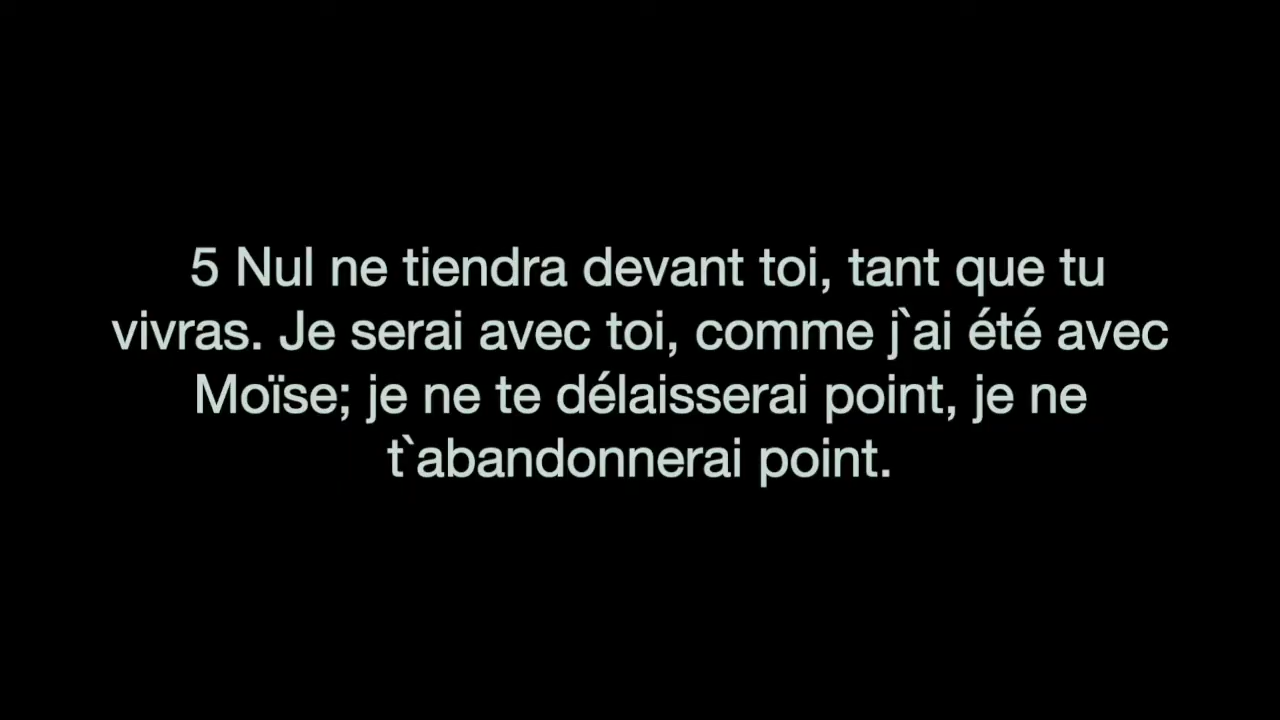 5 Nul ne tiendra devant toi, tant que tu
vivras. Je serai avec toi, comme j`ai été avec
Moïse; je ne te délaisserai point, je ne
t`abandonnerai point.